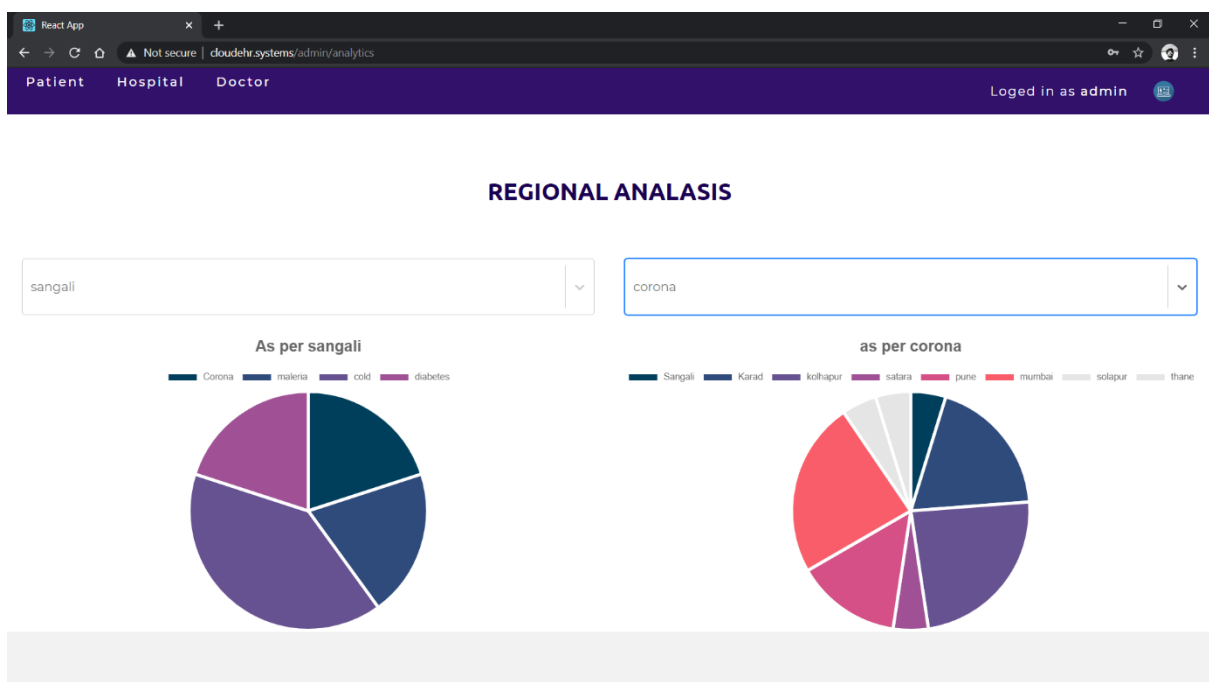 React App
Not secure | cloudehr.systems/admin/analytics
Patient Hospital Doctor
Loged in as admin
REGIONAL ANALASIS
sangali
corona
As per sangali
Corona maleria cold diabetes
as per corona
Sangali Karad kolhapur satara pune mumbai solapur thane